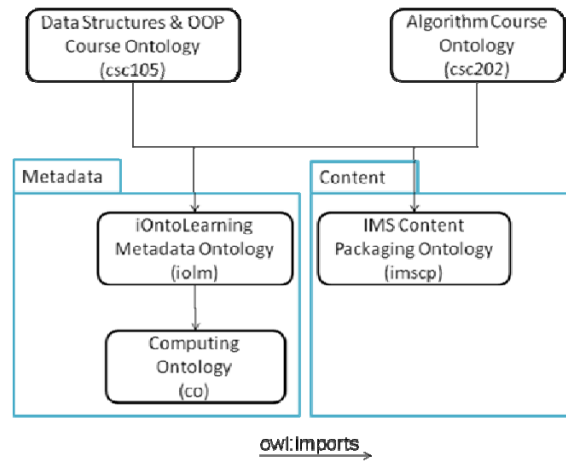 Data Structures & OOP
Course Ontology
(csc105)
Algorithm Course
Ontology
(csc202)
Metadata
Content
iOntoLearning
Metadata Ontology
(iolm)
IMS Content
Packaging Ontology
(imscp)
Computing
Ontology
(co)
owl:imports